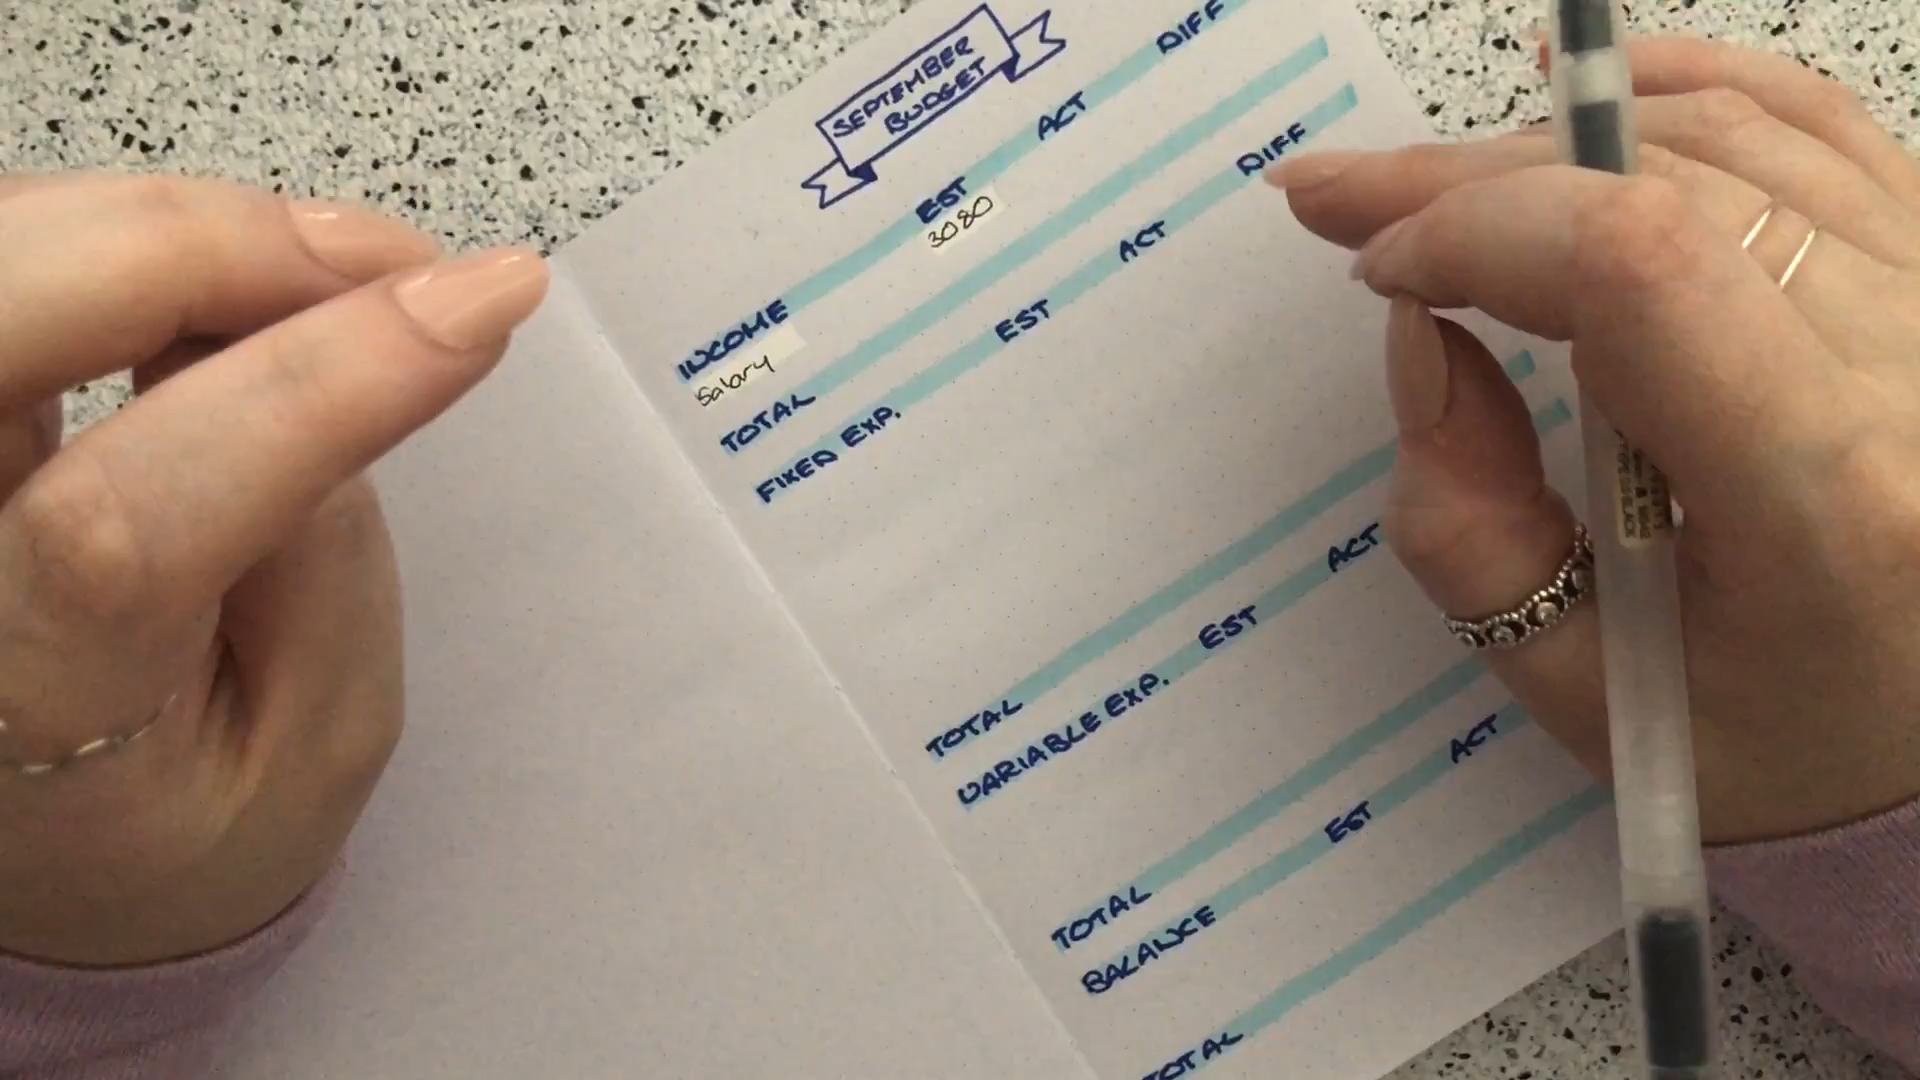 SEPTEMBER
BUDGET
INCOME EST ACT DIFF
Salary 3080
TOTAL
FIXED EXP. EST ACT DIFF
TOTAL
VARIABLE EXP. EST ACT
TOTAL
BALANCE EST ACT
TOTAL